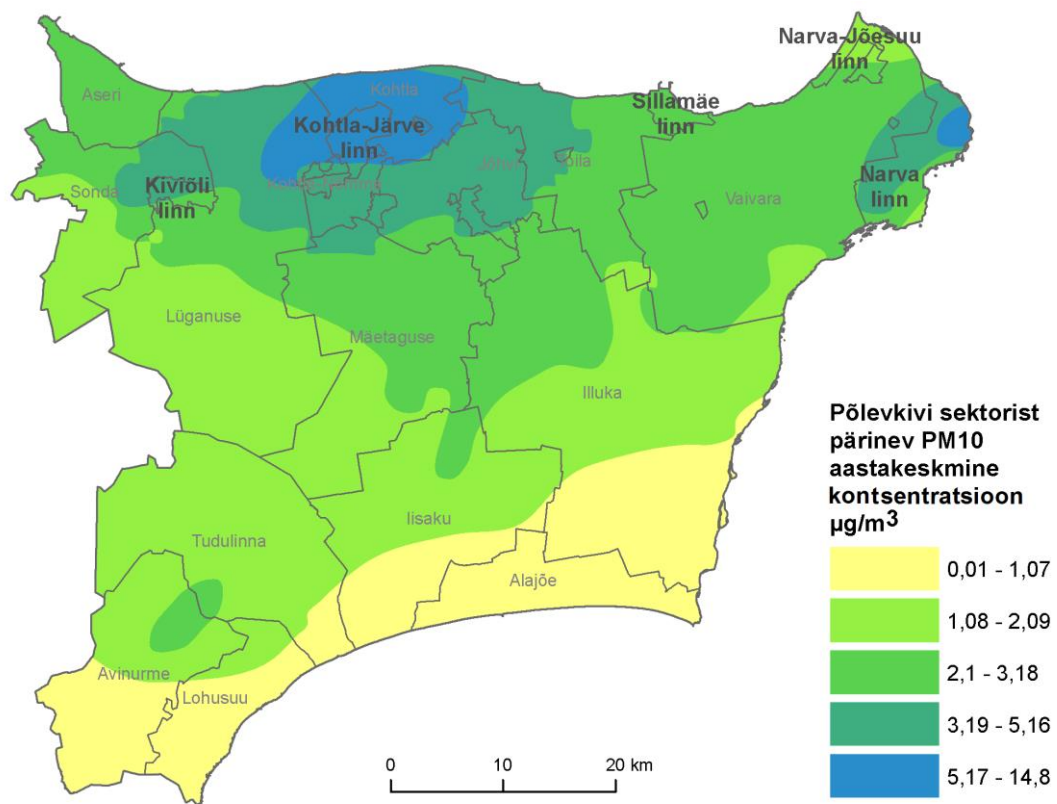 Narva-Jõesuu
linn
Aseri
Kohtla
Sillamäe
linn
Kohtla-Järve
linn
Jõhvi
Toila
Sonda
Kiviõli
linn
Kohtla-Nõmme
Vaivara
Narva
linn
Lüganuse
Mäetaguse
Illuka
Iisaku
Tudulinna
Alajõe
Avinurme
Lohusuu
Põlevkivi sektorist
pärinev PM10
aastakeskmine
kontsentratsioon
µg/m³
0,01 - 1,07
1,08 - 2,09
2,1 - 3,18
3,19 - 5,16
5,17 - 14,8
0 10 20 km